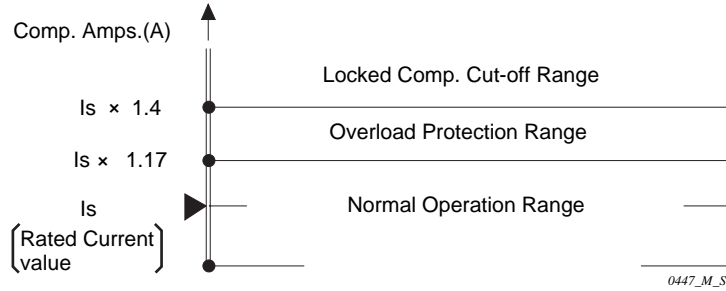 Comp. Amps.(A)
Locked Comp. Cut-off Range
Is × 1.4
Overload Protection Range
Is × 1.17
Is
Normal Operation Range
Rated Current
value
0447_M_S